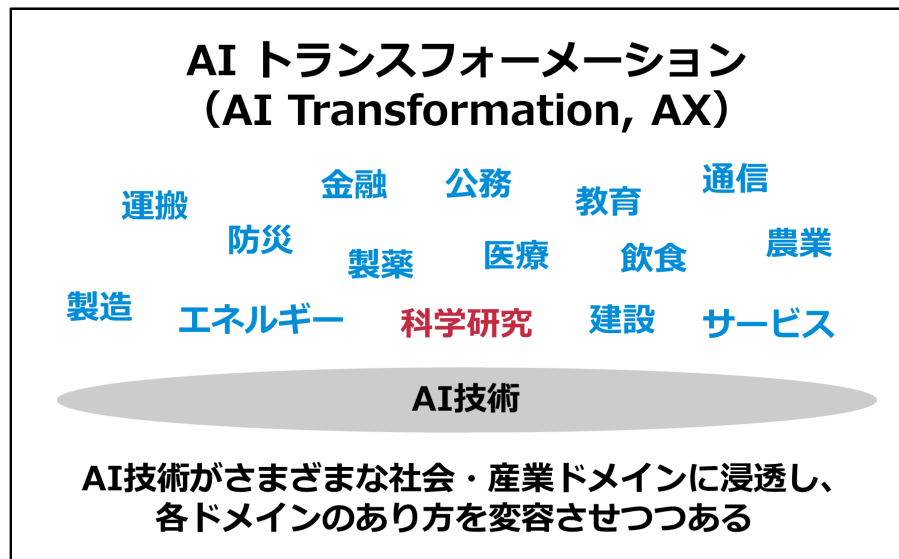 AI トランスフォーメーション
（AI Transformation, AX）
運搬 金融 公務 教育 通信
防災 製薬 医療 飲食 農業
製造 エネルギー 科学研究 建設 サービス
AI技術
AI技術がさまざまな社会・産業ドメインに浸透し、
各ドメインのあり方を変容させつつある